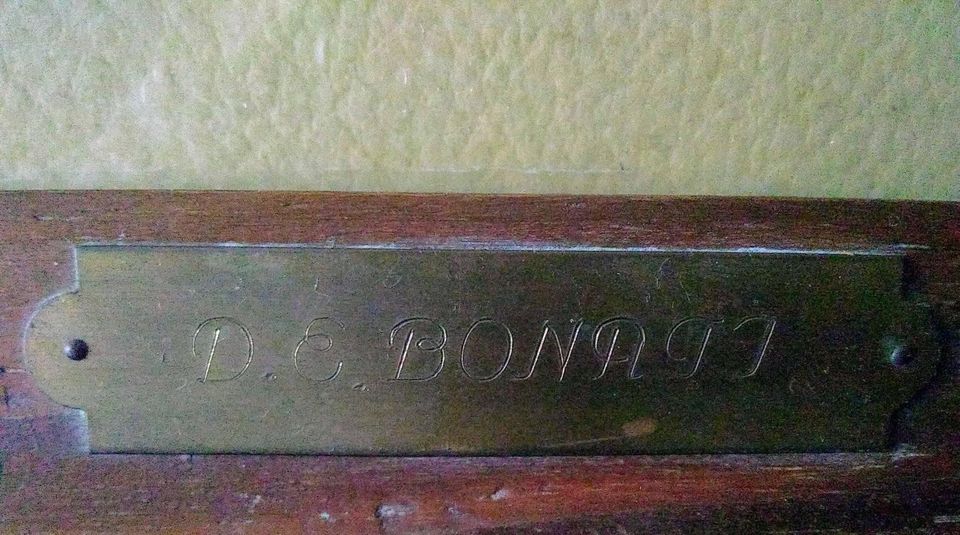 D. E. BONATI